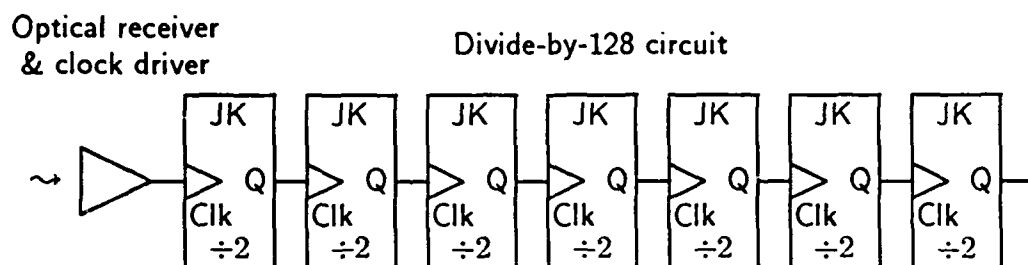 Optical receiver
& clock driver
Divide-by-128 circuit
JK JK JK JK JK JK JK
Q Q Q Q Q Q Q
Clk Clk Clk Clk Clk Clk Clk
÷2 ÷2 ÷2 ÷2 ÷2 ÷2 ÷2